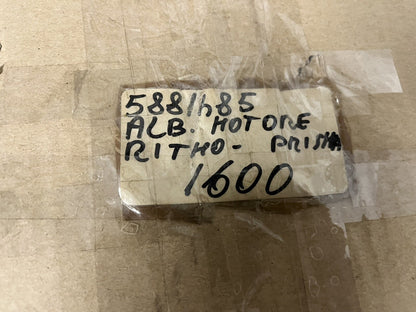 5881485
ALB. MOTORE
RITMO - PRISMA
1600